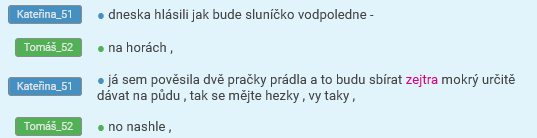 Kateřina_51 ● dneska hlásili jak bude sluníčko vodpoledne -
Tomáš_52 ● na horách ,
Kateřina_51 ● já sem pověsila dvě pračky prádla a to budu sbírat zejtra mokrý určitě
dávat na půdu , tak se mějte hezky , vy taky ,
Tomáš_52 ● no nashle ,